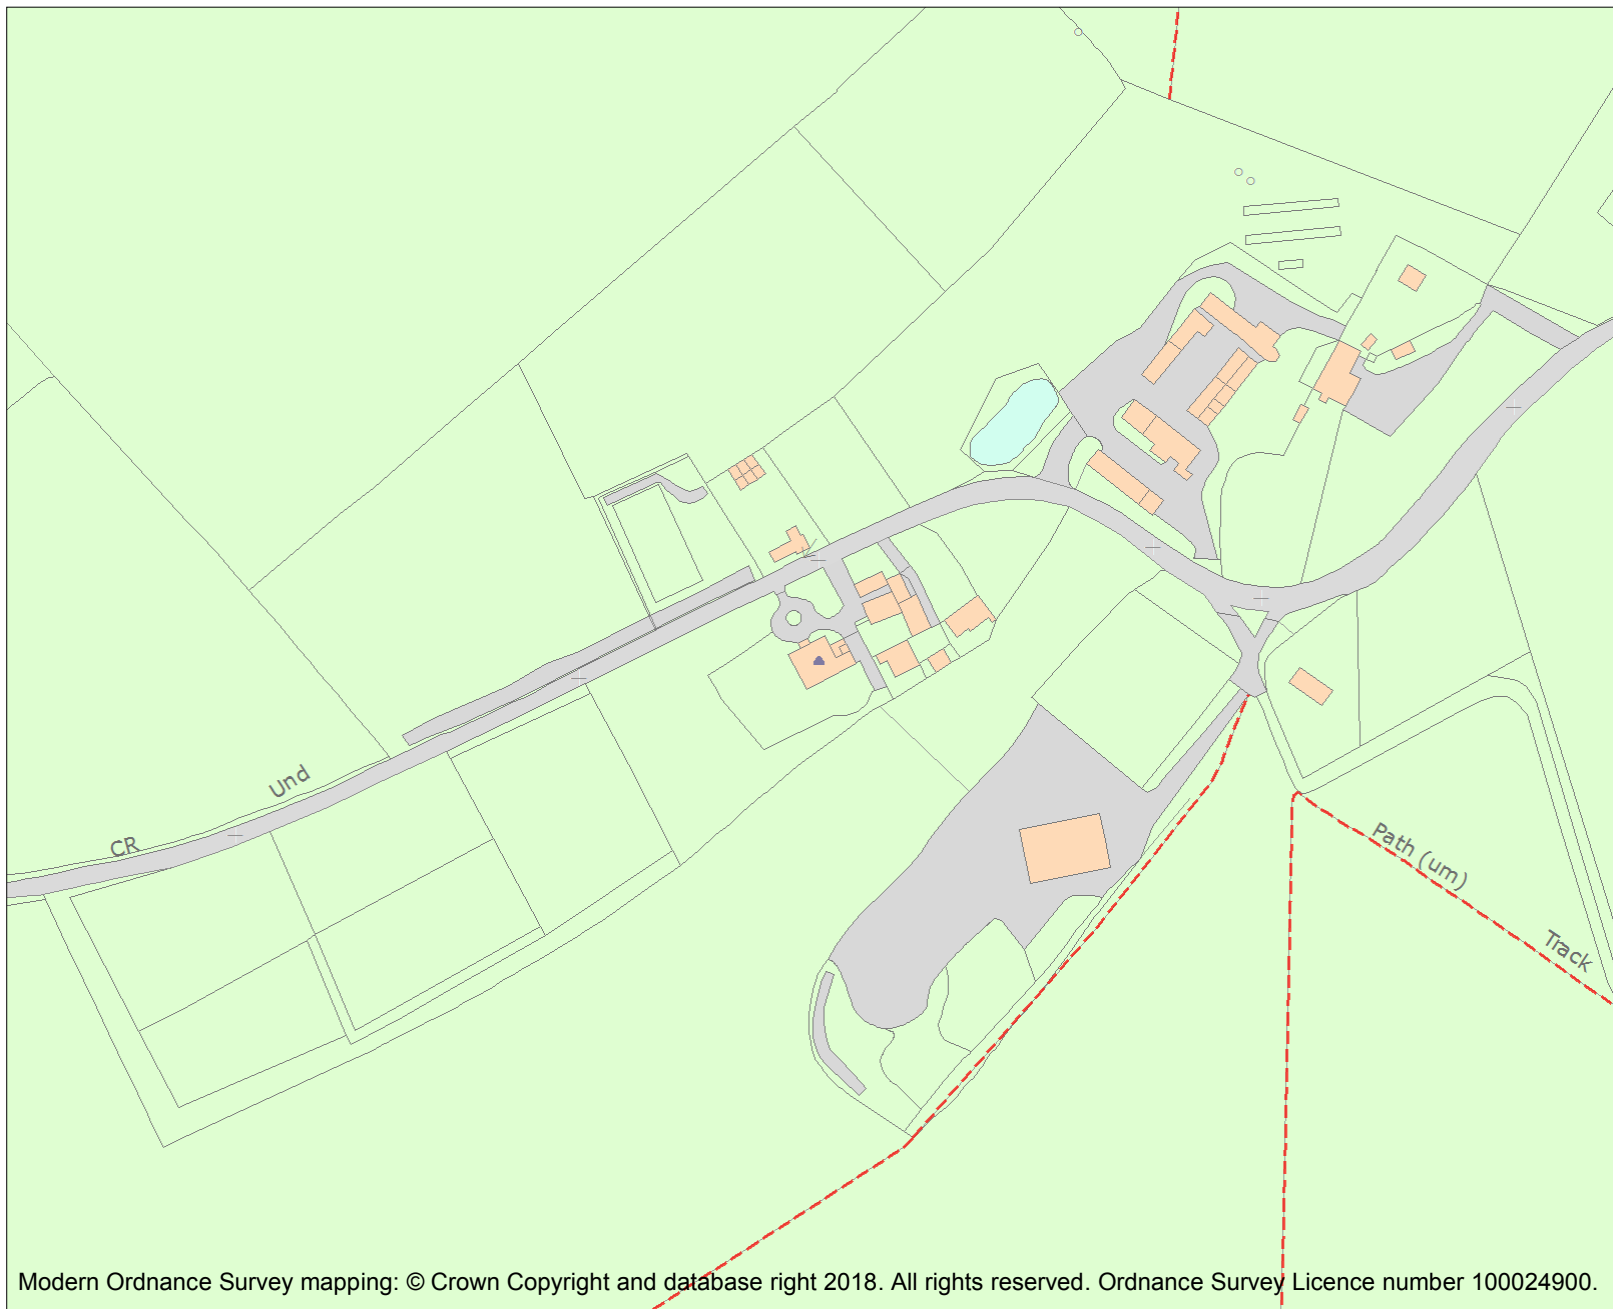 Und
CR
Path (um)
Track
Modern Ordnance Survey mapping: © Crown Copyright and database right 2018. All rights reserved. Ordnance Survey Licence number 100024900.